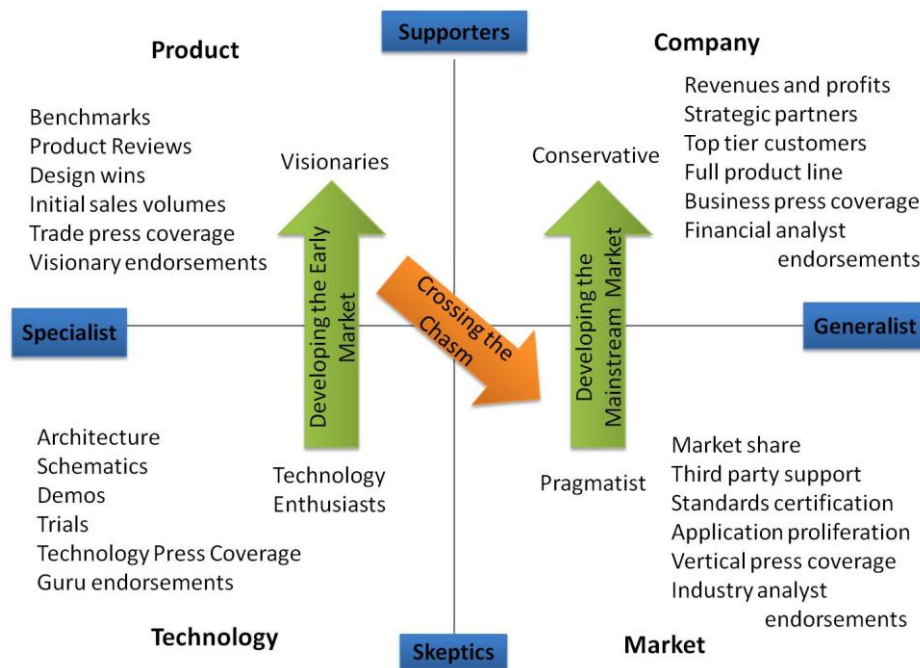 Supporters
Product
Company
Benchmarks
Product Reviews
Design wins
Initial sales volumes
Trade press coverage
Visionary endorsements
Visionaries
Conservative
Revenues and profits
Strategic partners
Top tier customers
Full product line
Business press coverage
Financial analyst
endorsements
Developing the Early
Market
Crossing the
Chasm
Developing the
Mainstream Market
Specialist
Generalist
Architecture
Schematics
Demos
Trials
Technology Press Coverage
Guru endorsements
Technology
Enthusiasts
Pragmatist
Market share
Third party support
Standards certification
Application proliferation
Vertical press coverage
Industry analyst
endorsements
Technology
Skeptics
Market